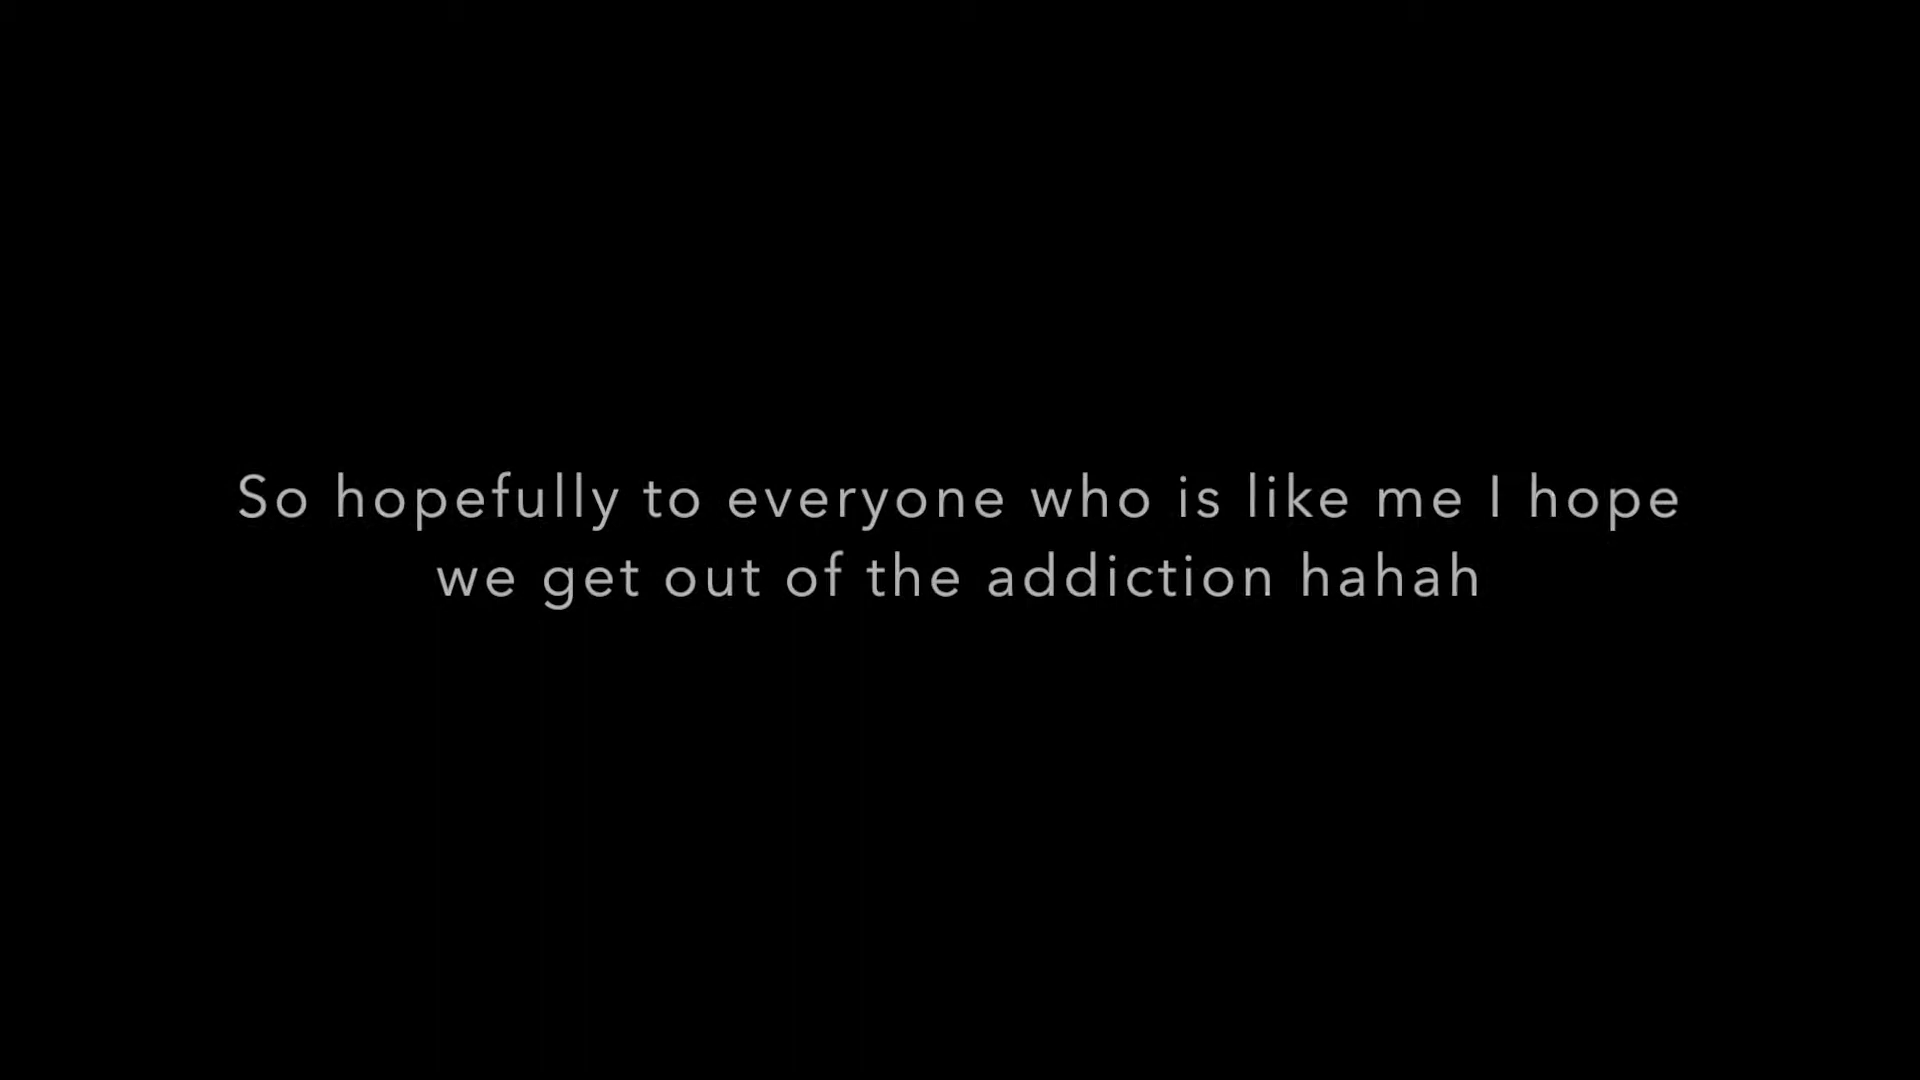 So hopefully to everyone who is like me I hope
we get out of the addiction hahah